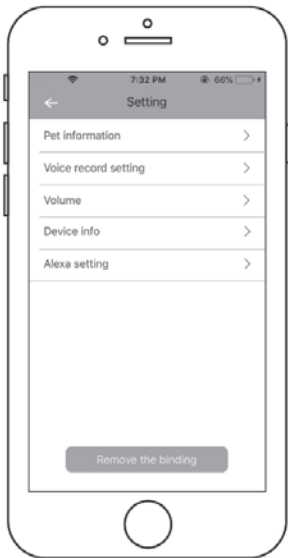 7:32 PM 66%
Setting
Pet information
Voice record setting
Volume
Device info
Alexa setting
Remove the binding